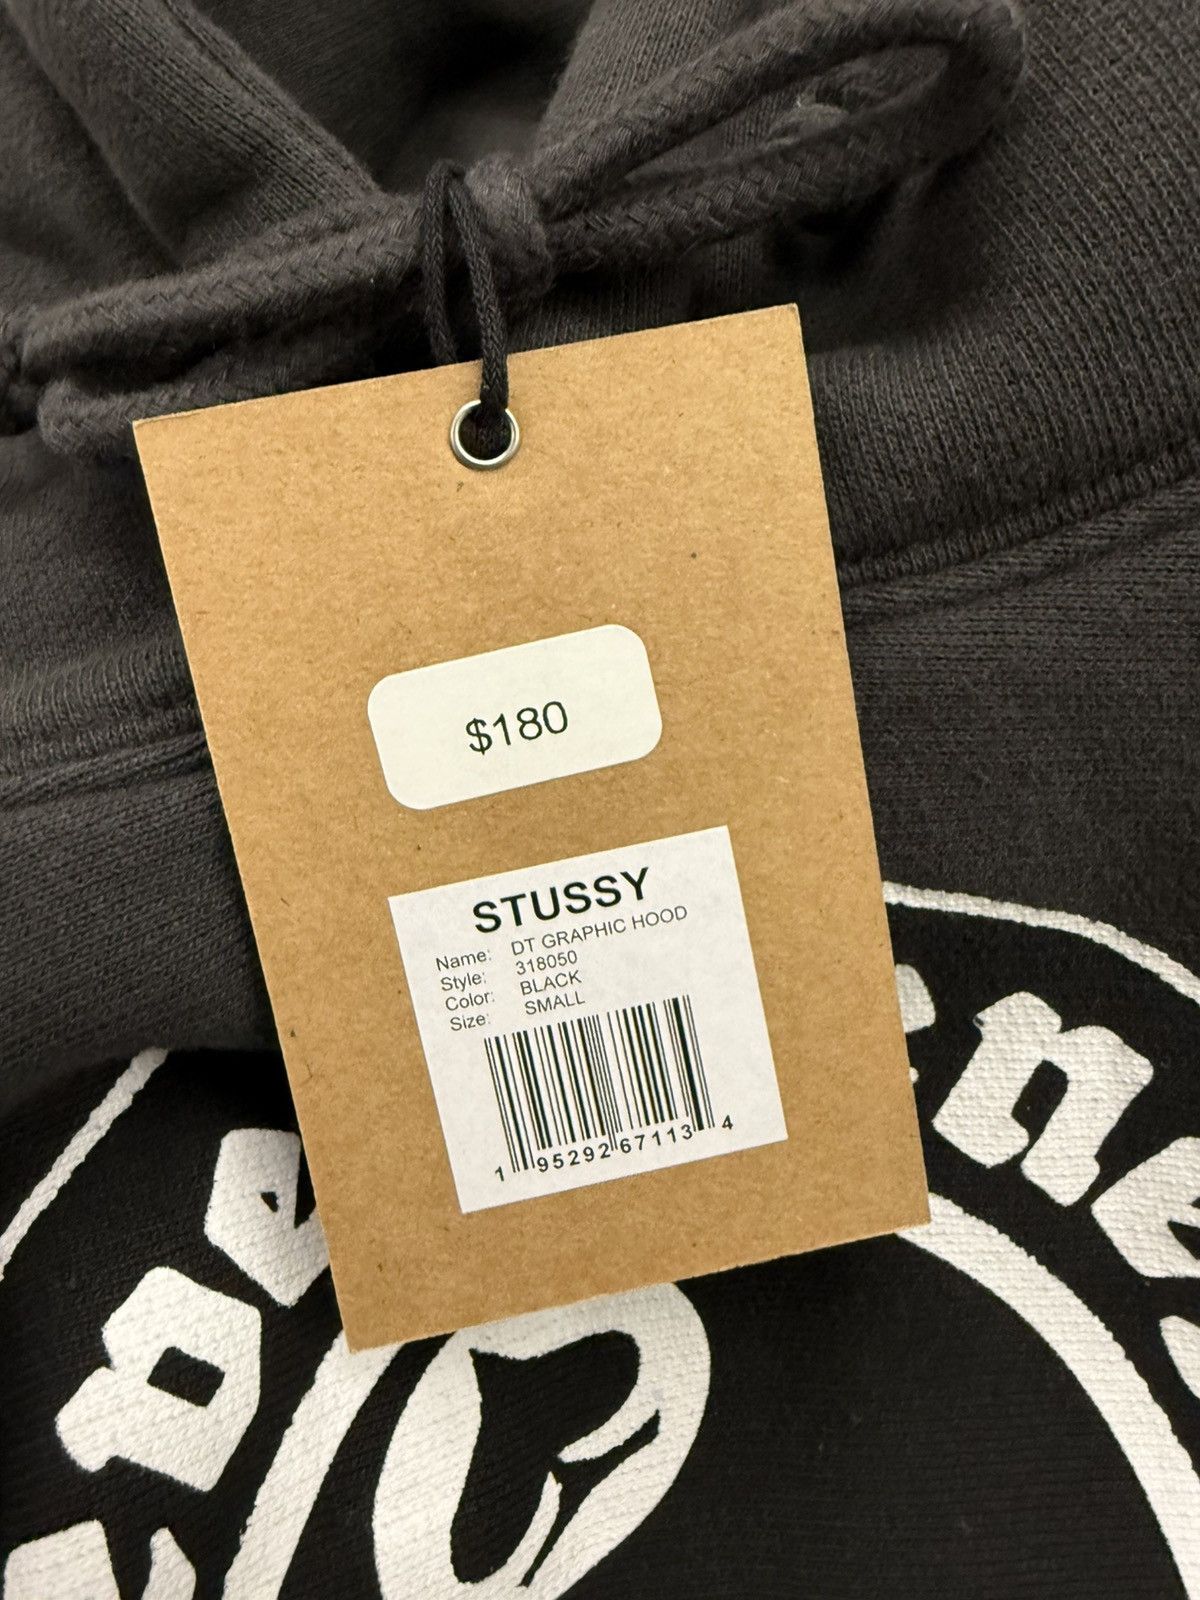 $180
STUSSY
Name: DT GRAPHIC HOOD
Style: 318050
Color: BLACK
Size: SMALL
1 95292 67113 4